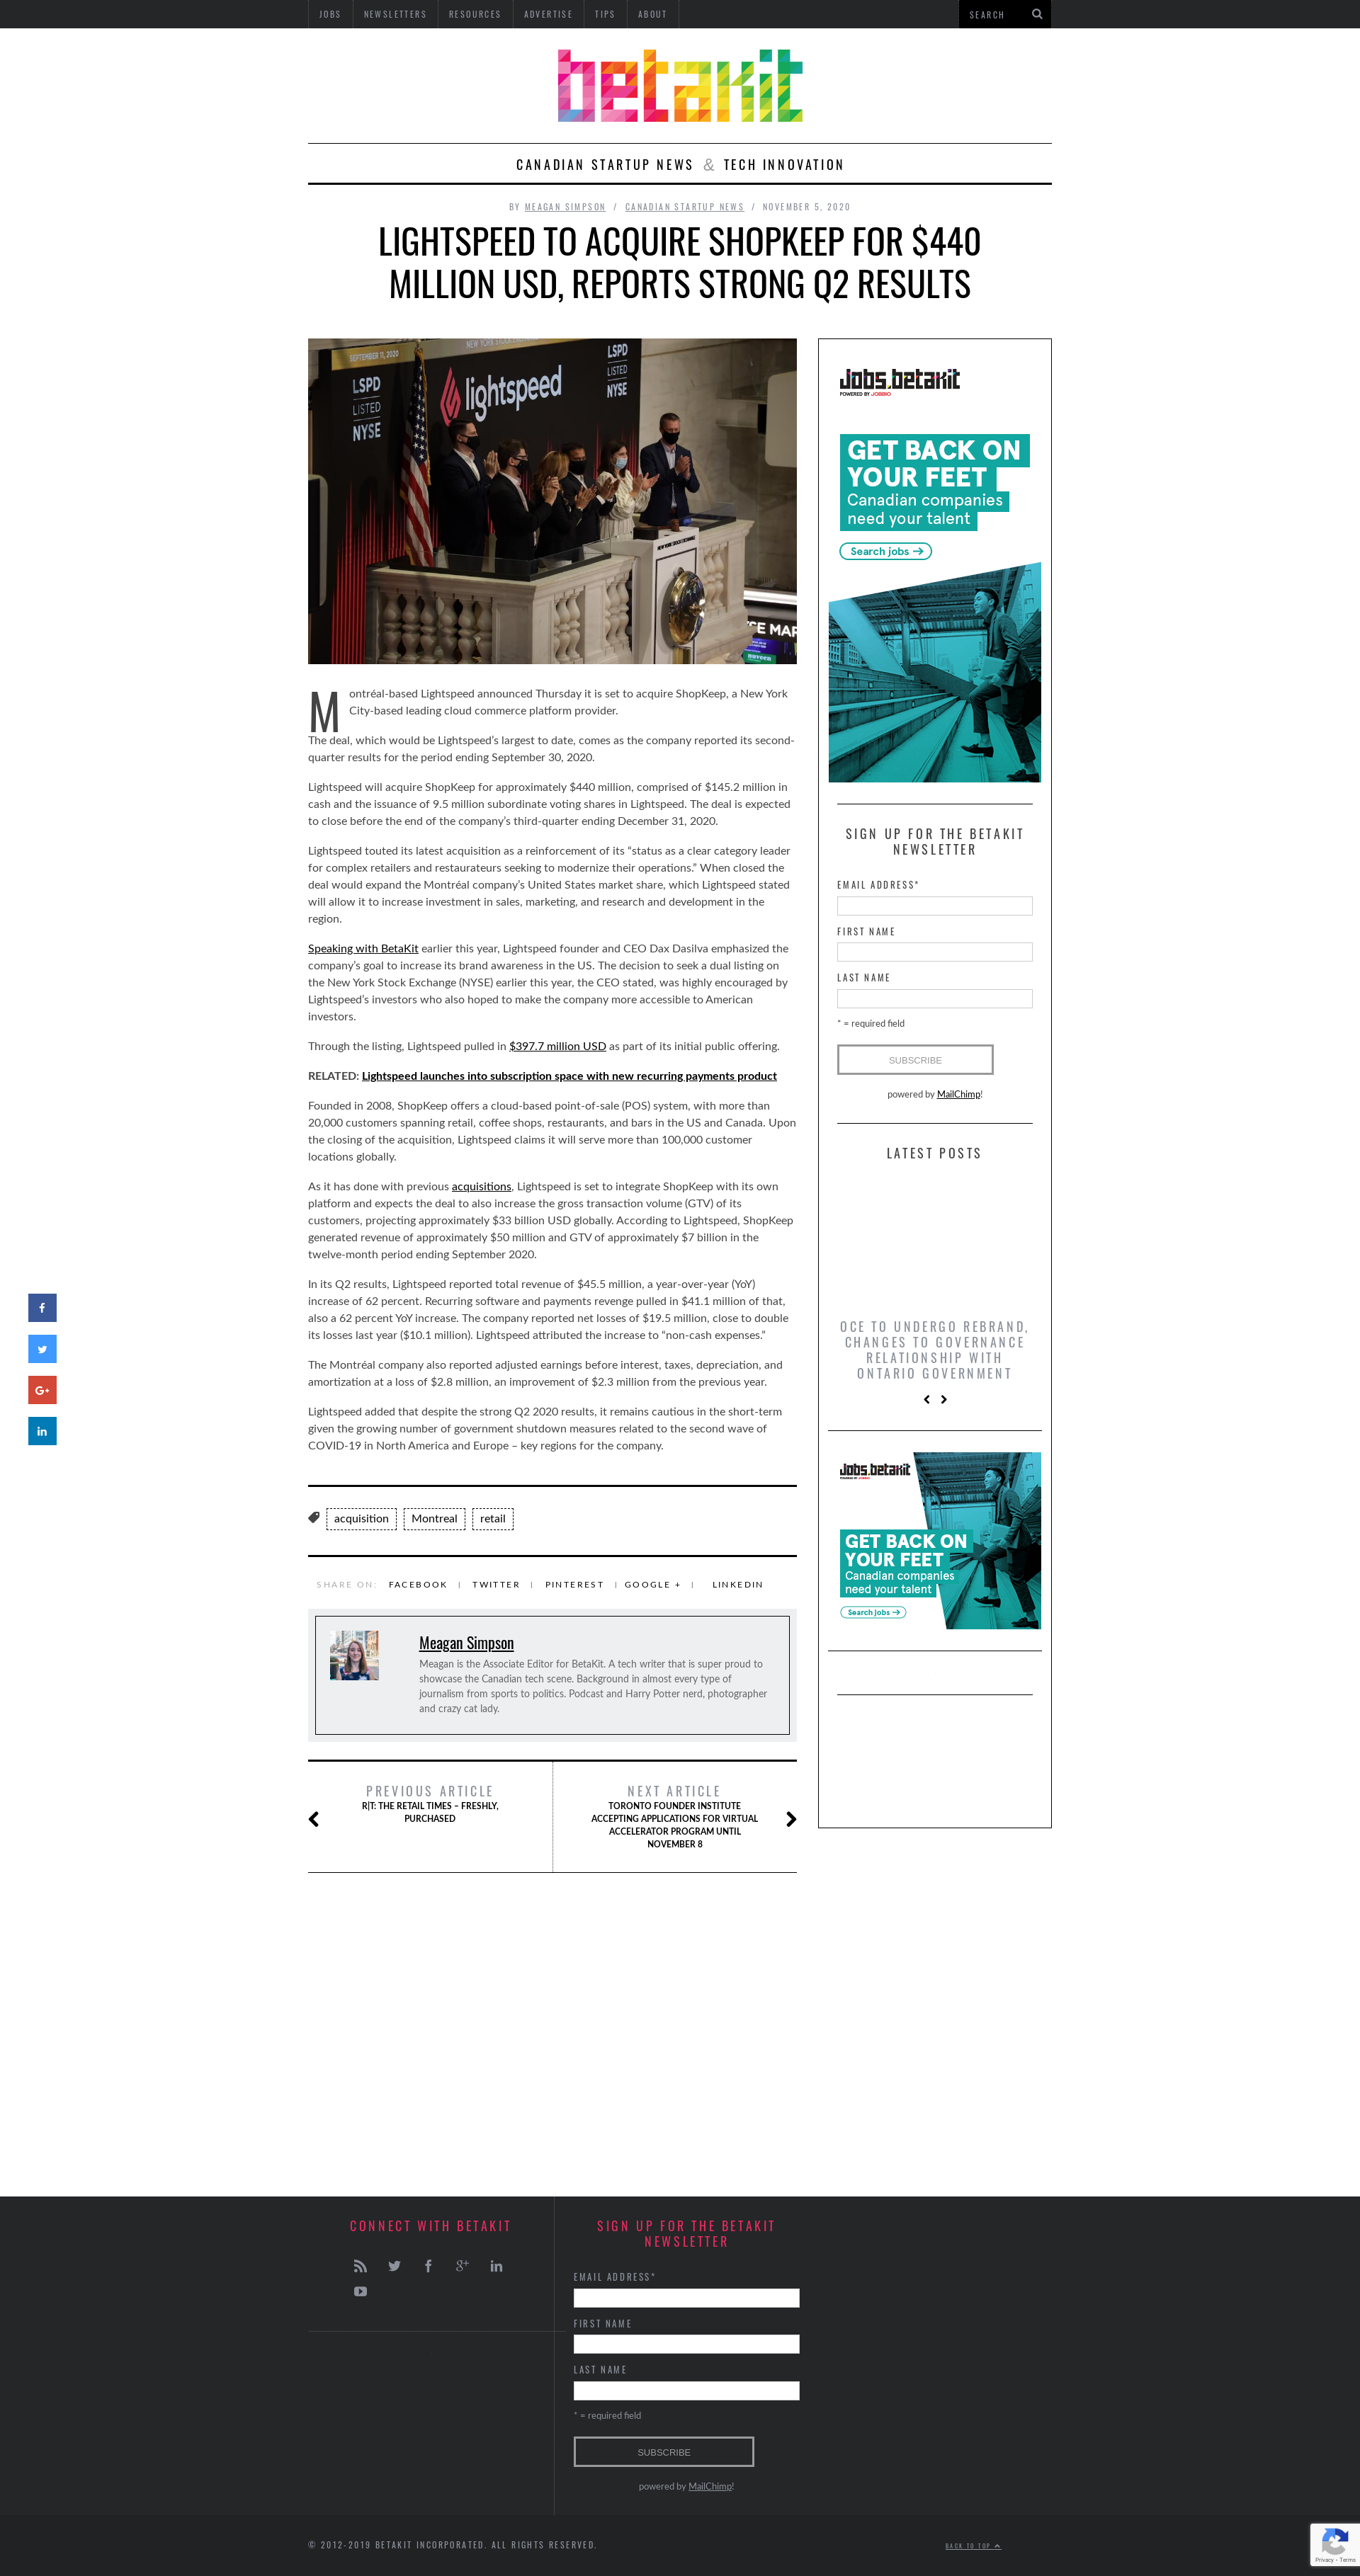 JOBS
NEWSLETTERS
RESOURCES
ADVERTISE
TIPS
ABOUT
SEARCH
betakit
CANADIAN STARTUP NEWS & TECH INNOVATION
BY MEAGAN SIMPSON / CANADIAN STARTUP NEWS / NOVEMBER 5, 2020
LIGHTSPEED TO ACQUIRE SHOPKEEP FOR $440
MILLION USD, REPORTS STRONG Q2 RESULTS
NEW YORK STOCK EXCHANGE
SEPTEMBER 11, 2020
LSPD
LISTED
NYSE
lightspeed
LSPD
LISTED
NYSE
NEW YORK STOCK EXCHANGE
Montréal-based Lightspeed announced Thursday it is set to acquire ShopKeep, a New York
City-based leading cloud commerce platform provider.
The deal, which would be Lightspeed’s largest to date, comes as the company reported its second-
quarter results for the period ending September 30, 2020.
Lightspeed will acquire ShopKeep for approximately $440 million, comprised of $145.2 million in
cash and the issuance of 9.5 million subordinate voting shares in Lightspeed. The deal is expected
to close before the end of the company’s third-quarter ending December 31, 2020.
Lightspeed touted its latest acquisition as a reinforcement of its “status as a clear category leader
for complex retailers and restaurateurs seeking to modernize their operations.” When closed the
deal would expand the Montréal company’s United States market share, which Lightspeed stated
will allow it to increase investment in sales, marketing, and research and development in the
region.
Speaking with BetaKit earlier this year, Lightspeed founder and CEO Dax Dasilva emphasized the
company’s goal to increase its brand awareness in the US. The decision to seek a dual listing on
the New York Stock Exchange (NYSE) earlier this year, the CEO stated, was highly encouraged by
Lightspeed’s investors who also hoped to make the company more accessible to American
investors.
Through the listing, Lightspeed pulled in $397.7 million USD as part of its initial public offering.
RELATED: Lightspeed launches into subscription space with new recurring payments product
Founded in 2008, ShopKeep offers a cloud-based point-of-sale (POS) system, with more than
20,000 customers spanning retail, coffee shops, restaurants, and bars in the US and Canada. Upon
the closing of the acquisition, Lightspeed claims it will serve more than 100,000 customer
locations globally.
As it has done with previous acquisitions, Lightspeed is set to integrate ShopKeep with its own
platform and expects the deal to also increase the gross transaction volume (GTV) of its
customers, projecting approximately $33 billion USD globally. According to Lightspeed, ShopKeep
generated revenue of approximately $50 million and GTV of approximately $7 billion in the
twelve-month period ending September 2020.
In its Q2 results, Lightspeed reported total revenue of $45.5 million, a year-over-year (YoY)
increase of 62 percent. Recurring software and payments revenue pulled in $41.1 million of that,
also a 62 percent YoY increase. The company reported net losses of $19.5 million, close to double
its losses last year ($10.1 million). Lightspeed attributed the increase to “non-cash expenses.”
The Montréal company also reported adjusted earnings before interest, taxes, depreciation, and
amortization at a loss of $2.8 million, an improvement of $2.3 million from the previous year.
Lightspeed added that despite the strong Q2 2020 results, it remains cautious in the short-term
given the growing number of government shutdown measures related to the second wave of
COVID-19 in North America and Europe – key regions for the company.
acquisition
Montreal
retail
SHARE ON: FACEBOOK | TWITTER | PINTEREST | GOOGLE + | LINKEDIN
Meagan Simpson
Meagan is the Associate Editor for BetaKit. A tech writer that is super proud to
showcase the Canadian tech scene. Background in almost every type of
journalism from sports to politics. Podcast and Harry Potter nerd, photographer
and crazy cat lady.
PREVIOUS ARTICLE
R|T: THE RETAIL TIMES – FRESHLY,
PURCHASED
NEXT ARTICLE
TORONTO FOUNDER INSTITUTE
ACCEPTING APPLICATIONS FOR VIRTUAL
ACCELERATOR PROGRAM UNTIL
NOVEMBER 8
Jobs.betakit
POWERED BY JOBBIO
GET BACK ON
YOUR FEET
Canadian companies
need your talent
Search jobs →
SIGN UP FOR THE BETAKIT
NEWSLETTER
EMAIL ADDRESS*
FIRST NAME
LAST NAME
* = required field
SUBSCRIBE
powered by MailChimp!
LATEST POSTS
OCE TO UNDERGO REBRAND,
CHANGES TO GOVERNANCE
RELATIONSHIP WITH
ONTARIO GOVERNMENT
Jobs.betakit
POWERED BY JOBBIO
GET BACK ON
YOUR FEET
Canadian companies
need your talent
Search jobs →
CONNECT WITH BETAKIT
SIGN UP FOR THE BETAKIT
NEWSLETTER
EMAIL ADDRESS*
FIRST NAME
LAST NAME
* = required field
SUBSCRIBE
powered by MailChimp!
© 2012-2019 BETAKIT INCORPORATED. ALL RIGHTS RESERVED.
BACK TO TOP
Privacy - Terms